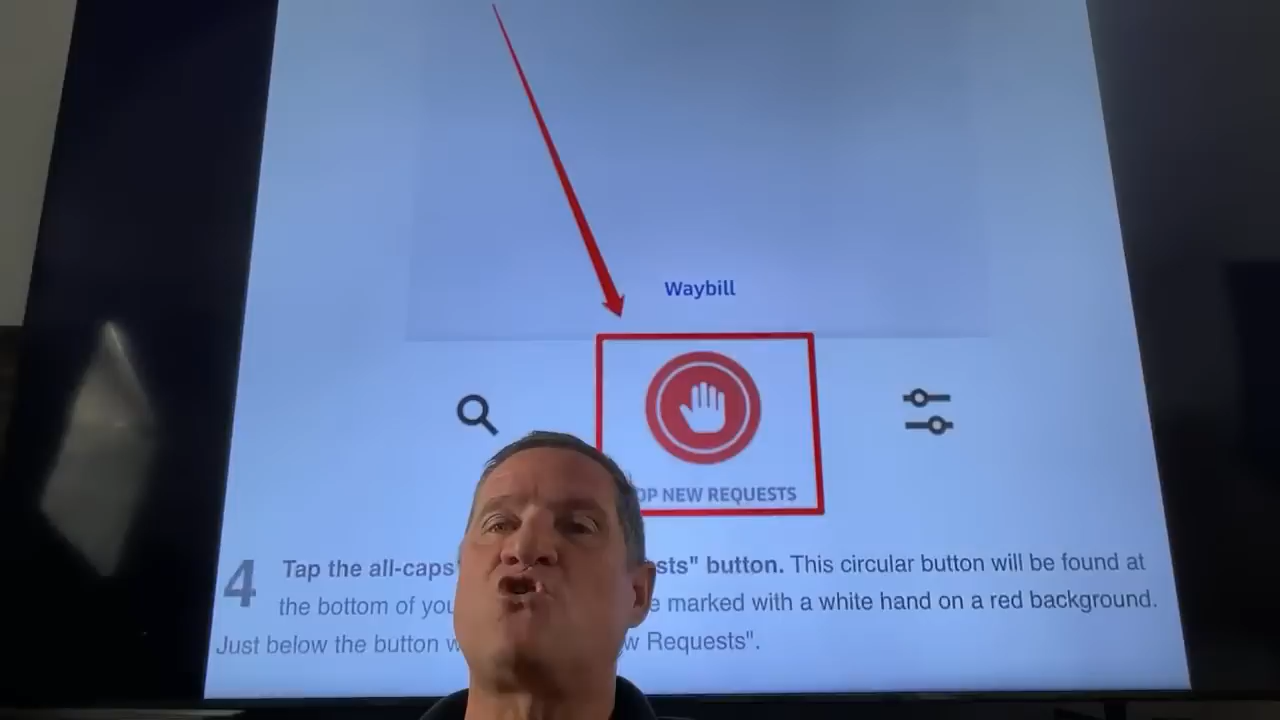 Waybill
OP NEW REQUESTS
4 Tap the all-caps sts" button. This circular button will be found at
the bottom of you e marked with a white hand on a red background.
Just below the button w w Requests".